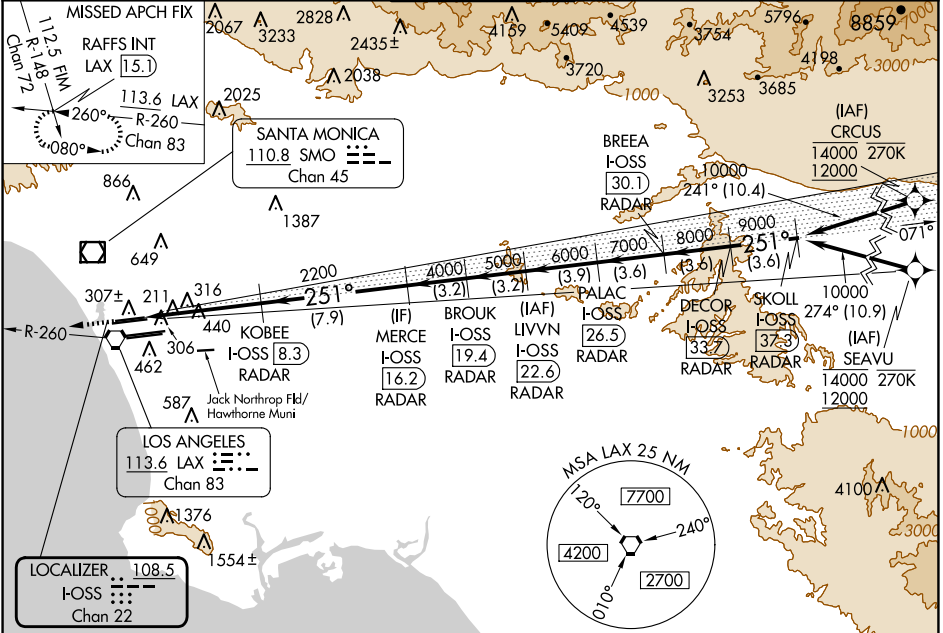 MISSED APCH FIX
112.5 FIM
R-148
Chan 72
RAFFS INT
LAX 15.1
113.6 LAX
260°
R-260
080°
Chan 83
2067
3233
2828
2435±
2038
2025
4159
5409
4539
3720
3754
5796
4198
8859
7000
3000
3253
3685
1000
SANTA MONICA
110.8 SMO
Chan 45
866
649
1387
BREEA
I-OSS
30.1
RADAR
10000
241° (10.4)
(IAF)
CRCUS
14000 270K
12000
071°
10000
274° (10.9)
(IAF)
SEAVU
14000 270K
12000
2200
251°
(7.9)
4000
(3.2)
5000
(3.2)
6000
(3.9)
7000
(3.6)
8000
(3.6)
9000
(3.6)
251°
307±
211
316
440
306
462
587
R-260
KOBEE
I-OSS 8.3
RADAR
(IF)
MERCE
I-OSS
16.2
RADAR
BROUK
I-OSS
19.4
RADAR
(IAF)
LIVVN
I-OSS
22.6
RADAR
PALAC
I-OSS
26.5
RADAR
DECOR
I-OSS
33.7
RADAR
SKOLL
I-OSS
37.3
RADAR
Jack Northrop Fld/
Hawthorne Muni
LOS ANGELES
113.6 LAX
Chan 83
1376
1554±
LOCALIZER 108.5
I-OSS
Chan 22
MSA LAX 25 NM
120°
7700
240°
4200
2700
010°
1000
4100